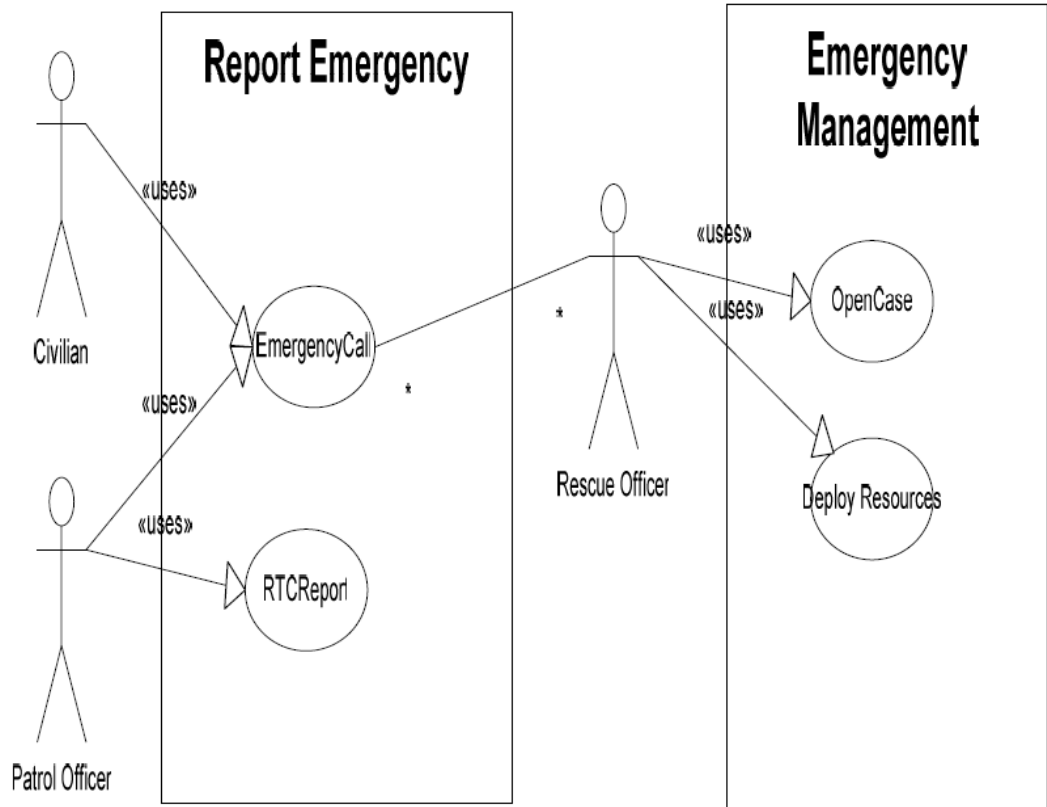 Report Emergency
Emergency
Management
«uses»
«uses»
«uses»
EmergencyCall
*
*
OpenCase
Civilian
«uses»
Rescue Officer
Deploy Resources
«uses»
RTCReport
Patrol Officer